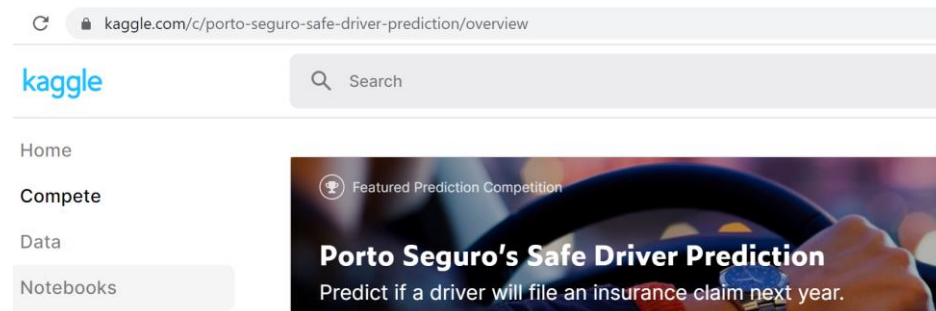 kaggle.com/c/porto-seguro-safe-driver-prediction/overview
kaggle
Search
Home
Compete
Data
Notebooks
Featured Prediction Competition
Porto Seguro's Safe Driver Prediction
Predict if a driver will file an insurance claim next year.